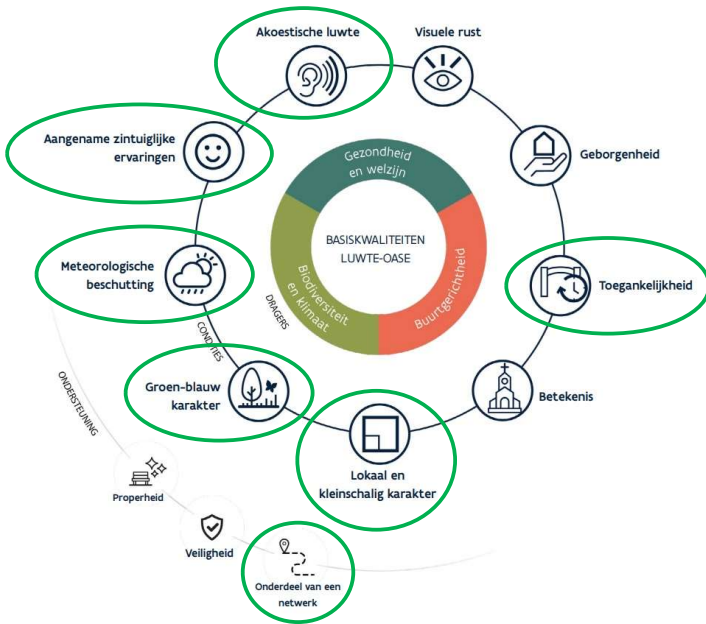 Akoestische luwte
Visuele rust
Aangename zintuiglijke
ervaringen
Gezondheid
en welzijn
Geborgenheid
BASISKWALITEITEN
LUWTE-OASE
Meteorologische
beschutting
Biodiversiteit
en klimaat
Buurtgerichtheid
Toegankelijkheid
DRAGERS
CONDITIES
ONDERSTEUNING
Groen-blauw
karakter
Betekenis
Lokaal en
kleinschalig karakter
Properheid
Veiligheid
Onderdeel van een
netwerk